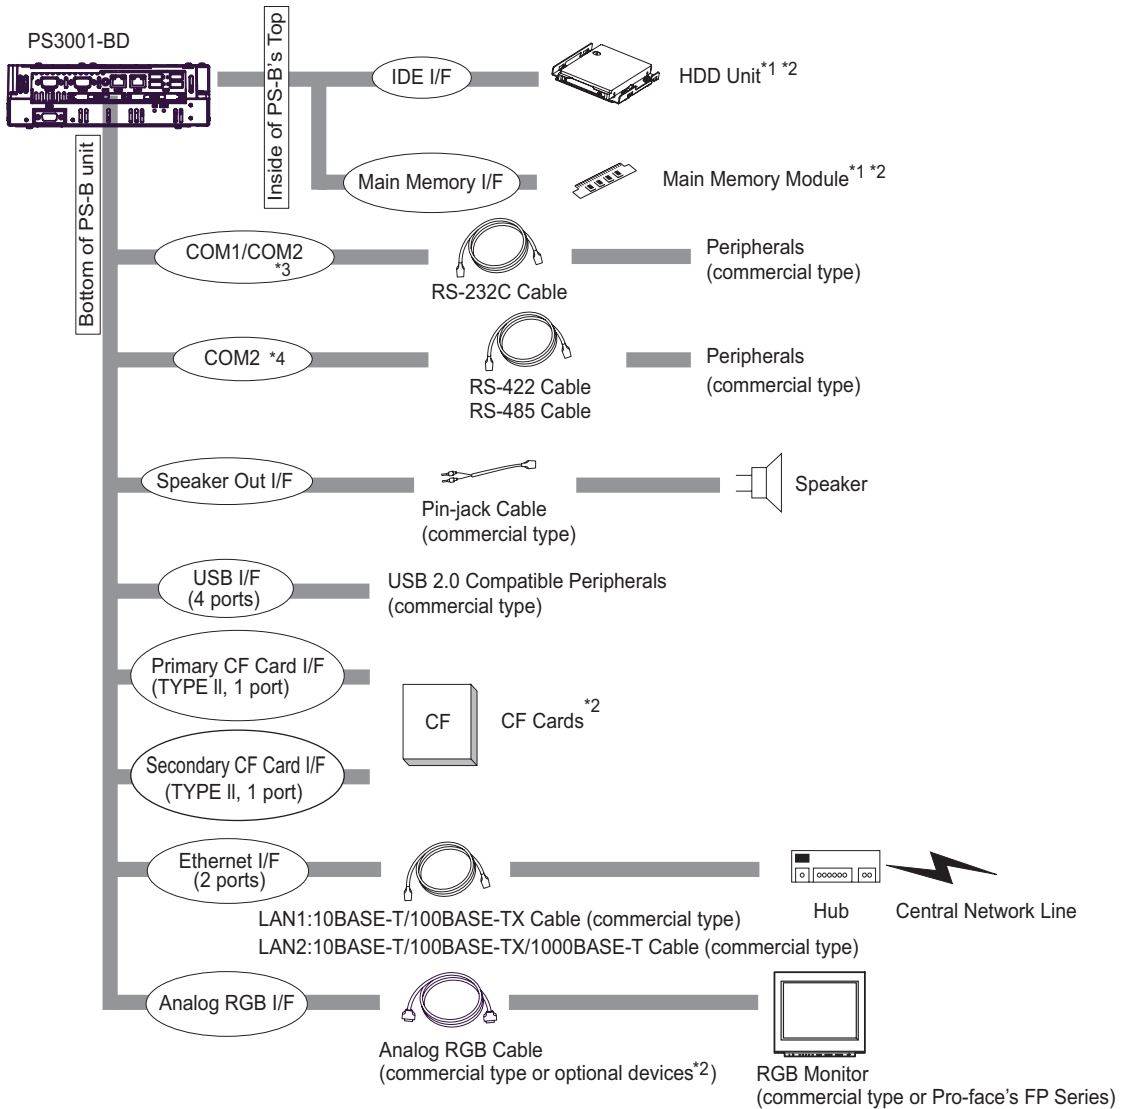 PS3001-BD
Inside of PS-B's Top
Bottom of PS-B unit
IDE I/F
HDD Unit*1 *2
Main Memory I/F
Main Memory Module*1 *2
COM1/COM2
*3
RS-232C Cable
Peripherals
(commercial type)
COM2 *4
RS-422 Cable
RS-485 Cable
Peripherals
(commercial type)
Speaker Out I/F
Pin-jack Cable
(commercial type)
Speaker
USB I/F
(4 ports)
USB 2.0 Compatible Peripherals
(commercial type)
Primary CF Card I/F
(TYPE II, 1 port)
CF
CF Cards*2
Secondary CF Card I/F
(TYPE II, 1 port)
Ethernet I/F
(2 ports)
LAN1:10BASE-T/100BASE-TX Cable (commercial type)
LAN2:10BASE-T/100BASE-TX/1000BASE-T Cable (commercial type)
Hub
Central Network Line
Analog RGB I/F
Analog RGB Cable
(commercial type or optional devices*2)
RGB Monitor
(commercial type or Pro-face's FP Series)